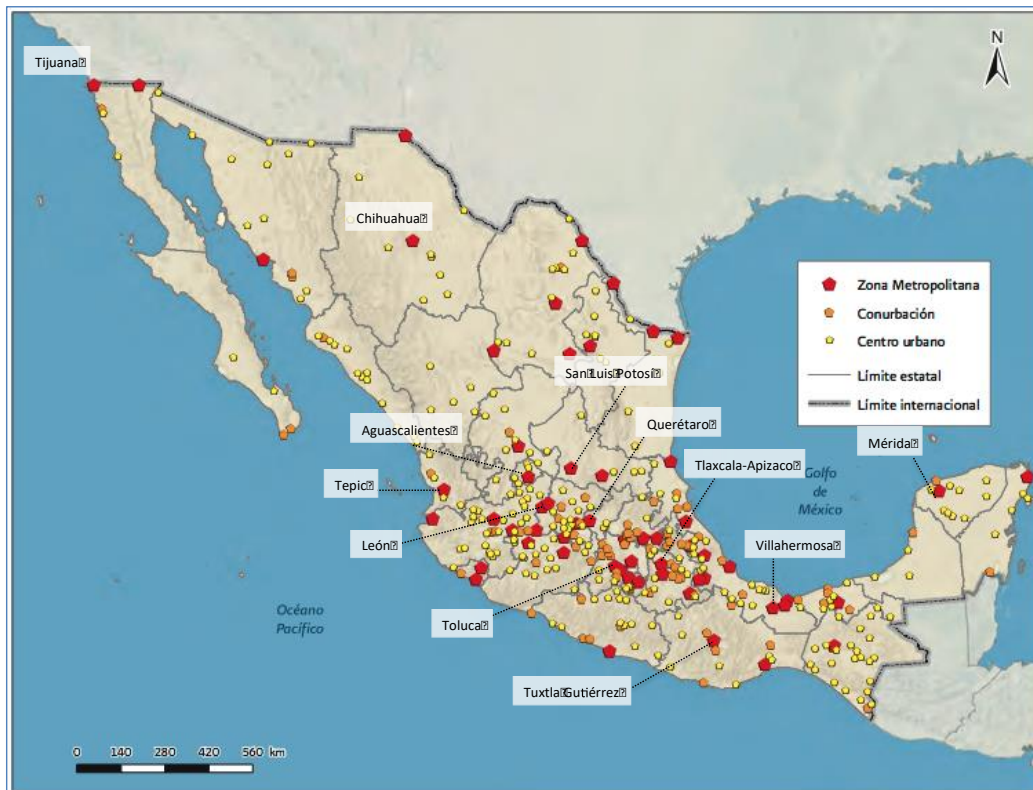 N
Tijuana
Chihuahua
Zona Metropolitana
Conurbación
Centro urbano
Límite estatal
Límite internacional
San Luis Potosí
Querétaro
Aguascalientes
Mérida
Tlaxcala-Apizaco
Tepic
Golfo
de
México
León
Villahermosa
Océano
Pacífico
Toluca
Tuxtla Gutiérrez
0 140 280 420 560 km